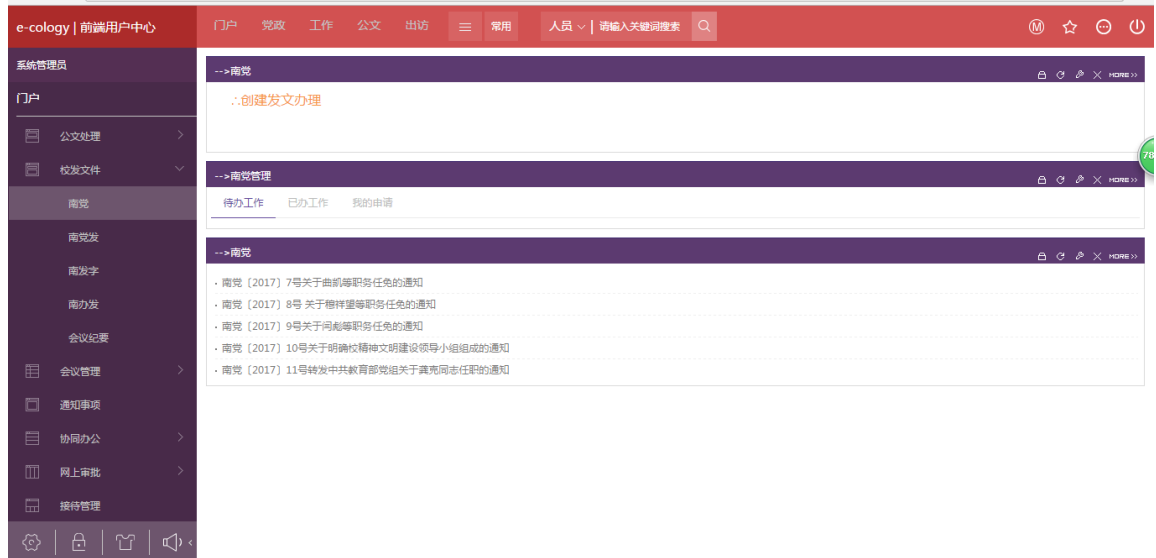 e-cology | 前端用户中心
门户 党政 工作 公文 出访 常用 人员 请输入关键词搜索
系统管理员
门户
公文处理
校发文件
南党
南党发
南发字
南办发
会议纪要
会议管理
通知事项
协同办公
网上审批
接待管理
-->南党 MORE>>
∴创建发文办理
78
-->南党管理 MORE>>
待办工作 已办工作 我的申请
-->南党 MORE>>
· 南党〔2017〕7号关于曲凯等职务任免的通知
· 南党〔2017〕8号 关于穆祥望等职务任免的通知
· 南党〔2017〕9号关于闫彪等职务任免的通知
· 南党〔2017〕10号关于明确校精神文明建设领导小组组成的通知
· 南党〔2017〕11号转发中共教育部党组关于龚克同志任职的通知